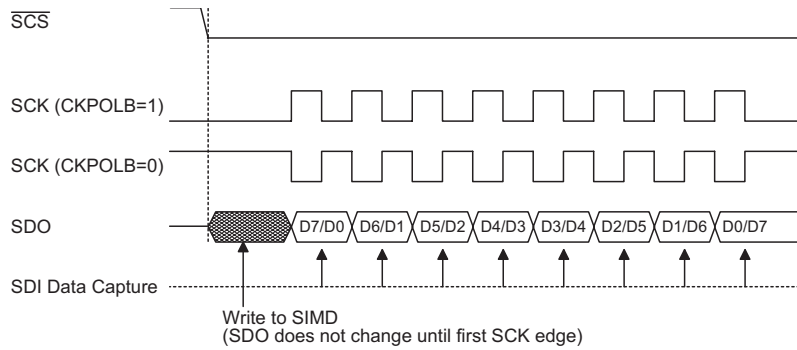 SCS
SCK (CKPOLB=1)
SCK (CKPOLB=0)
SDO
D7/D0 D6/D1 D5/D2 D4/D3 D3/D4 D2/D5 D1/D6 D0/D7
SDI Data Capture
Write to SIMD
(SDO does not change until first SCK edge)